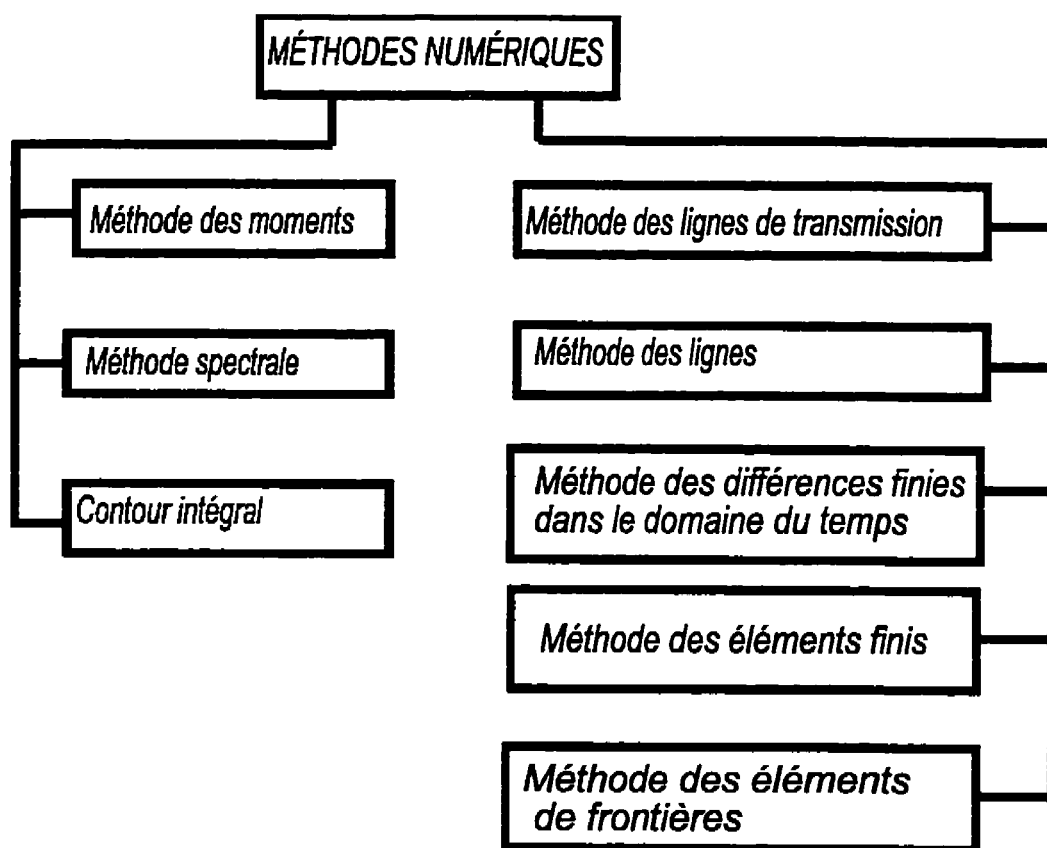 MÉTHODES NUMÉRIQUES
Méthode des moments
Méthode spectrale
Contour intégral
Méthode des lignes de transmission
Méthode des lignes
Méthode des différences finies
dans le domaine du temps
Méthode des éléments finis
Méthode des éléments
de frontières